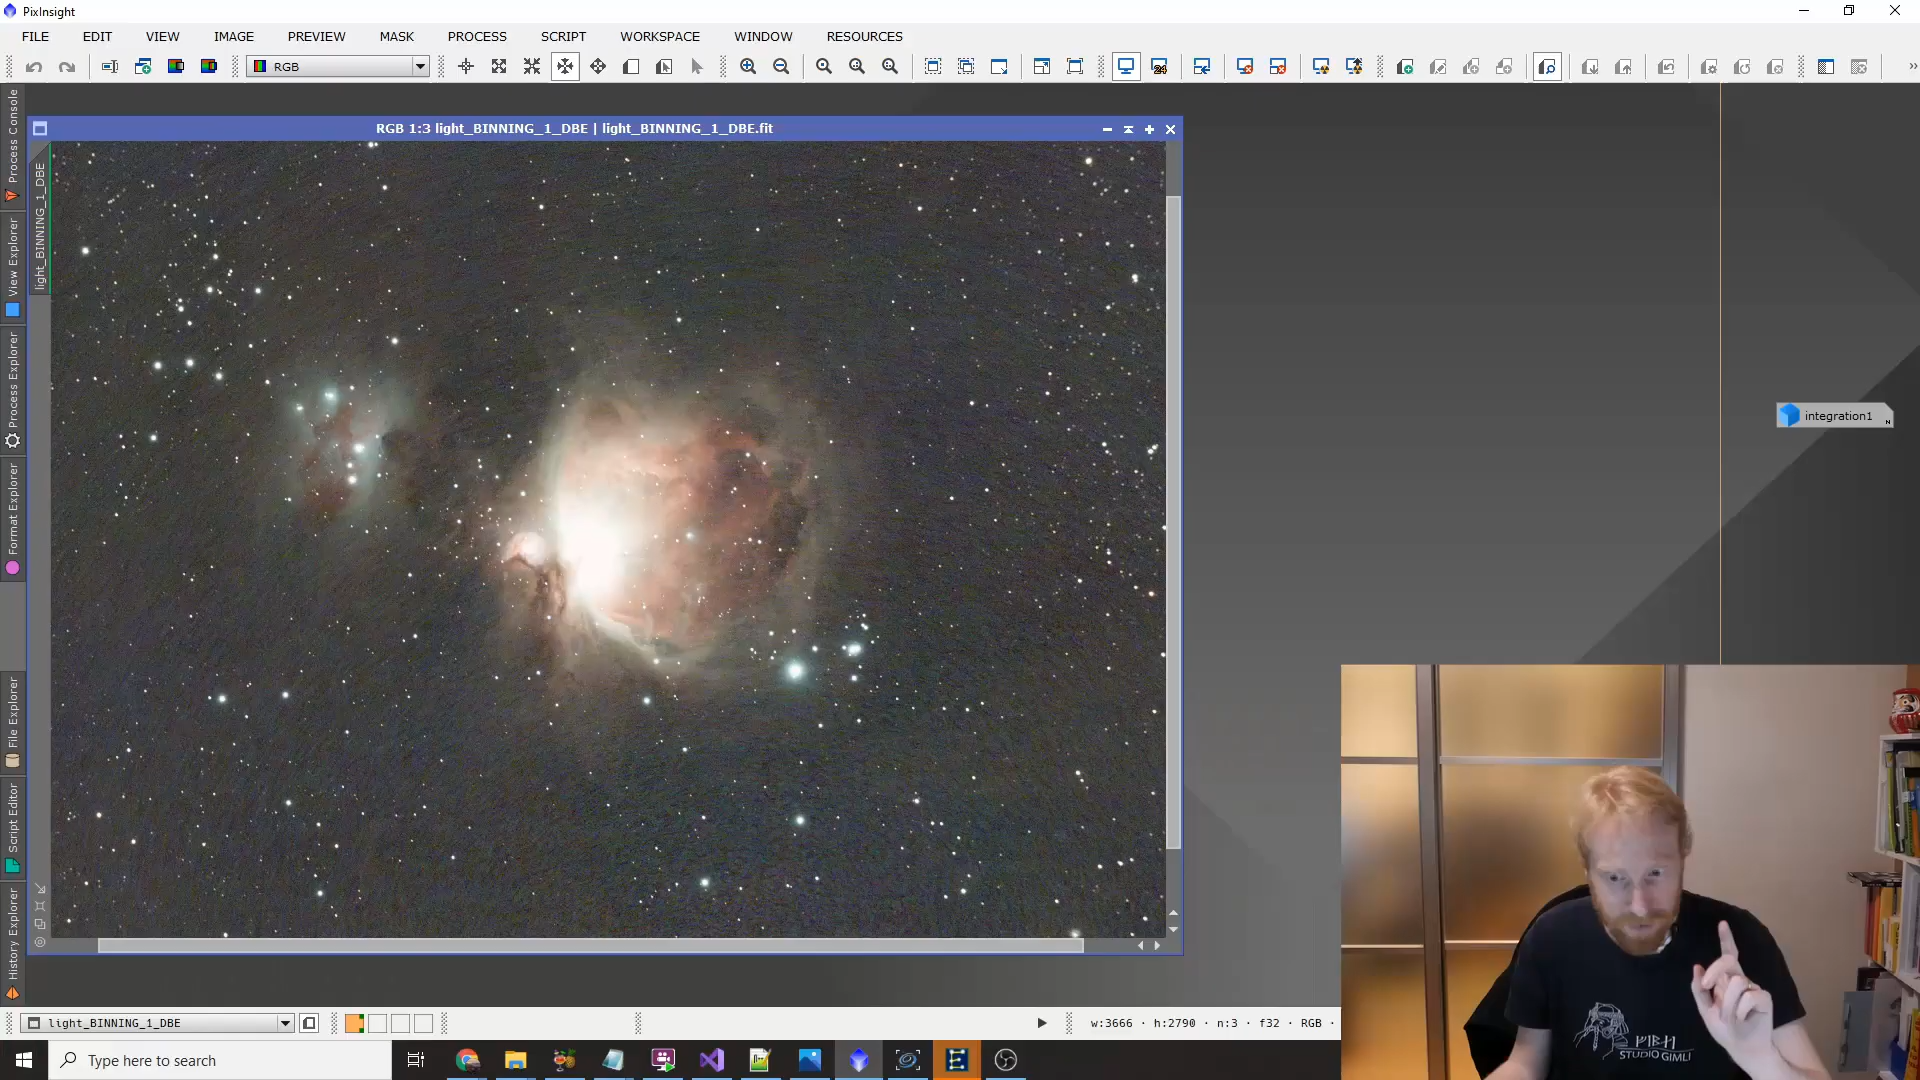 PixInsight
FILE EDIT VIEW IMAGE PREVIEW MASK PROCESS SCRIPT WORKSPACE WINDOW RESOURCES
RGB
24
RGB 1:3 light_BINNING_1_DBE | light_BINNING_1_DBE.fit
light_BINNING_1_DBE
Process Console
View Explorer
Process Explorer
Format Explorer
File Explorer
Script Editor
History Explorer
integration1
STUDIO GIMLI
light_BINNING_1_DBE
w:3666 · h:2790 · n:3 · f32 · RGB ·
Type here to search